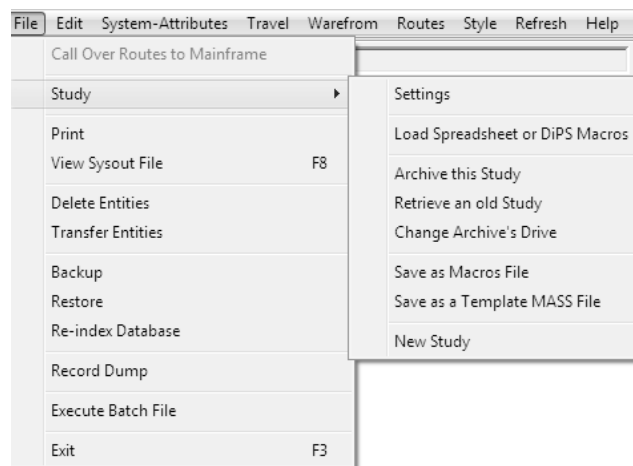 File Edit System-Attributes Travel Warefrom Routes Style Refresh Help
Call Over Routes to Mainframe
Study
Print
View Sysout File F8
Delete Entities
Transfer Entities
Backup
Restore
Re-index Database
Record Dump
Execute Batch File
Exit F3
Settings
Load Spreadsheet or DiPS Macros
Archive this Study
Retrieve an old Study
Change Archive's Drive
Save as Macros File
Save as a Template MASS File
New Study